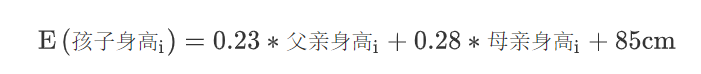 E (孩子身高i) = 0.23 * 父亲身高i + 0.28 * 母亲身高i + 85cm